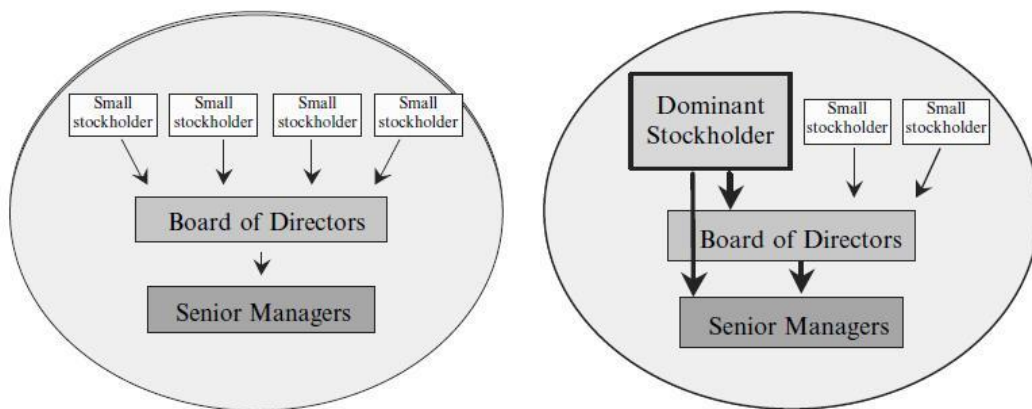 Small
stockholder
Small
stockholder
Small
stockholder
Small
stockholder
Board of Directors
Senior Managers
Dominant
Stockholder
Small
stockholder
Small
stockholder
Board of Directors
Senior Managers